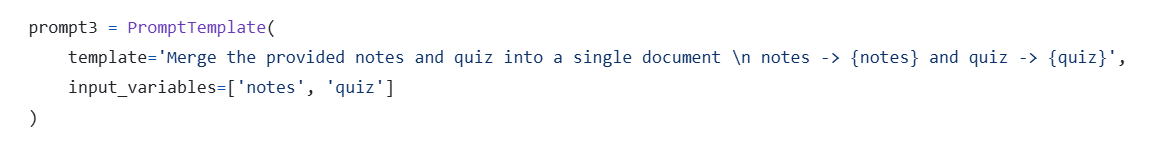 prompt3 = PromptTemplate(
    template='Merge the provided notes and quiz into a single document \n notes -> {notes} and quiz -> {quiz}',
    input_variables=['notes', 'quiz']
)